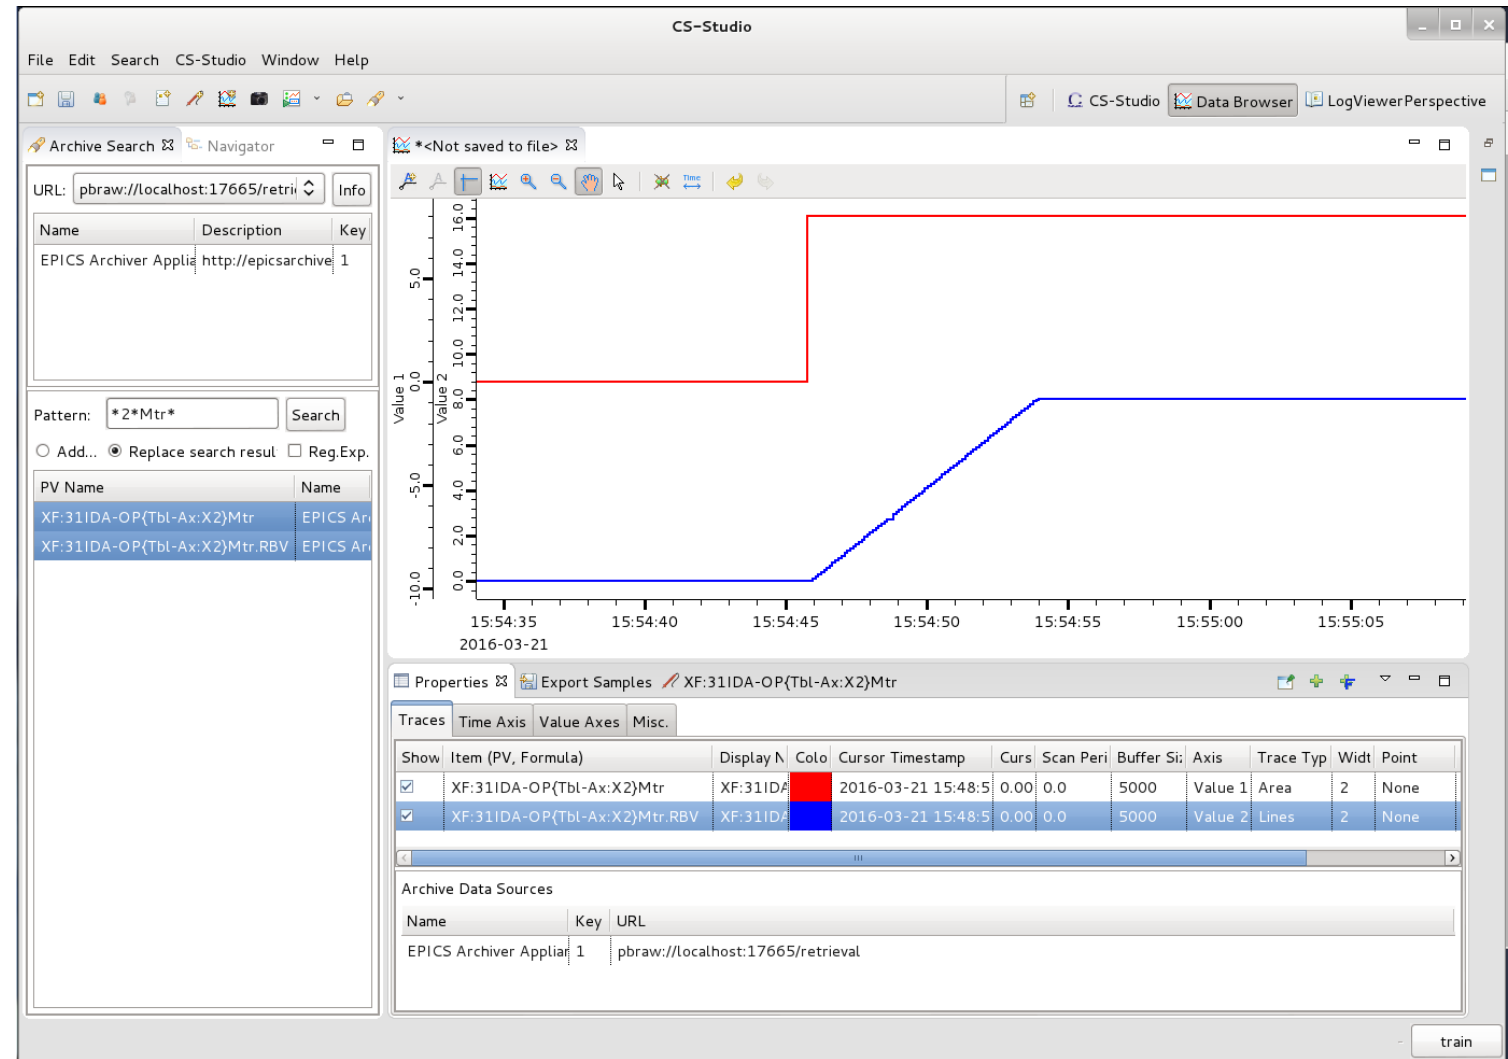 CS-Studio
File Edit Search CS-Studio Window Help
CS-Studio Data Browser LogViewerPerspective
Archive Search Navigator
*<Not saved to file>
URL: pbraw://localhost:17665/retri Info
Time
Name Description Key
EPICS Archiver Applia http://epicsarchive 1
Pattern: *2*Mtr* Search
Add... Replace search resul Reg.Exp.
PV Name Name
XF:31IDA-OP{Tbl-Ax:X2}Mtr EPICS Ar
XF:31IDA-OP{Tbl-Ax:X2}Mtr.RBV EPICS Ar
Value 1
5.0
0.0
-5.0
-10.0
Value 2
16.0
14.0
12.0
10.0
8.0
6.0
4.0
2.0
0.0
15:54:35 15:54:40 15:54:45 15:54:50 15:54:55 15:55:00 15:55:05
2016-03-21
Properties Export Samples XF:31IDA-OP{Tbl-Ax:X2}Mtr
Traces Time Axis Value Axes Misc.
Show Item (PV, Formula) Display N Colo Cursor Timestamp Curs Scan Peri Buffer Si Axis Trace Typ Widt Point
XF:31IDA-OP{Tbl-Ax:X2}Mtr XF:31IDA 2016-03-21 15:48:5 0.00 0.0 5000 Value 1 Area 2 None
XF:31IDA-OP{Tbl-Ax:X2}Mtr.RBV XF:31IDA 2016-03-21 15:48:5 0.00 0.0 5000 Value 2 Lines 2 None
Archive Data Sources
Name Key URL
EPICS Archiver Applian 1 pbraw://localhost:17665/retrieval
train